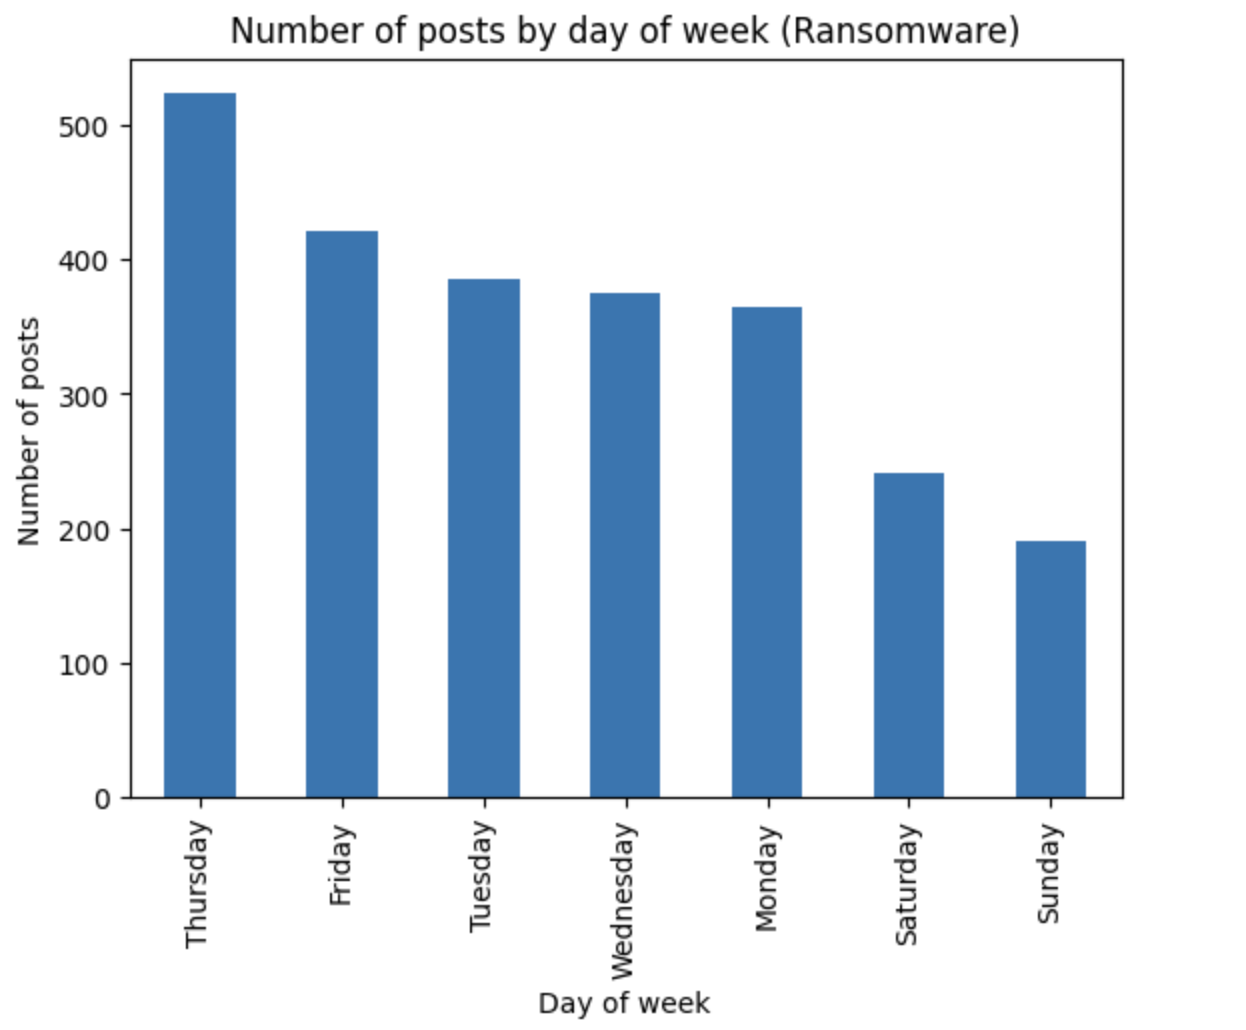 Number of posts by day of week (Ransomware)
Number of posts
500
400
300
200
100
0
Thursday
Friday
Tuesday
Wednesday
Monday
Saturday
Sunday
Day of week